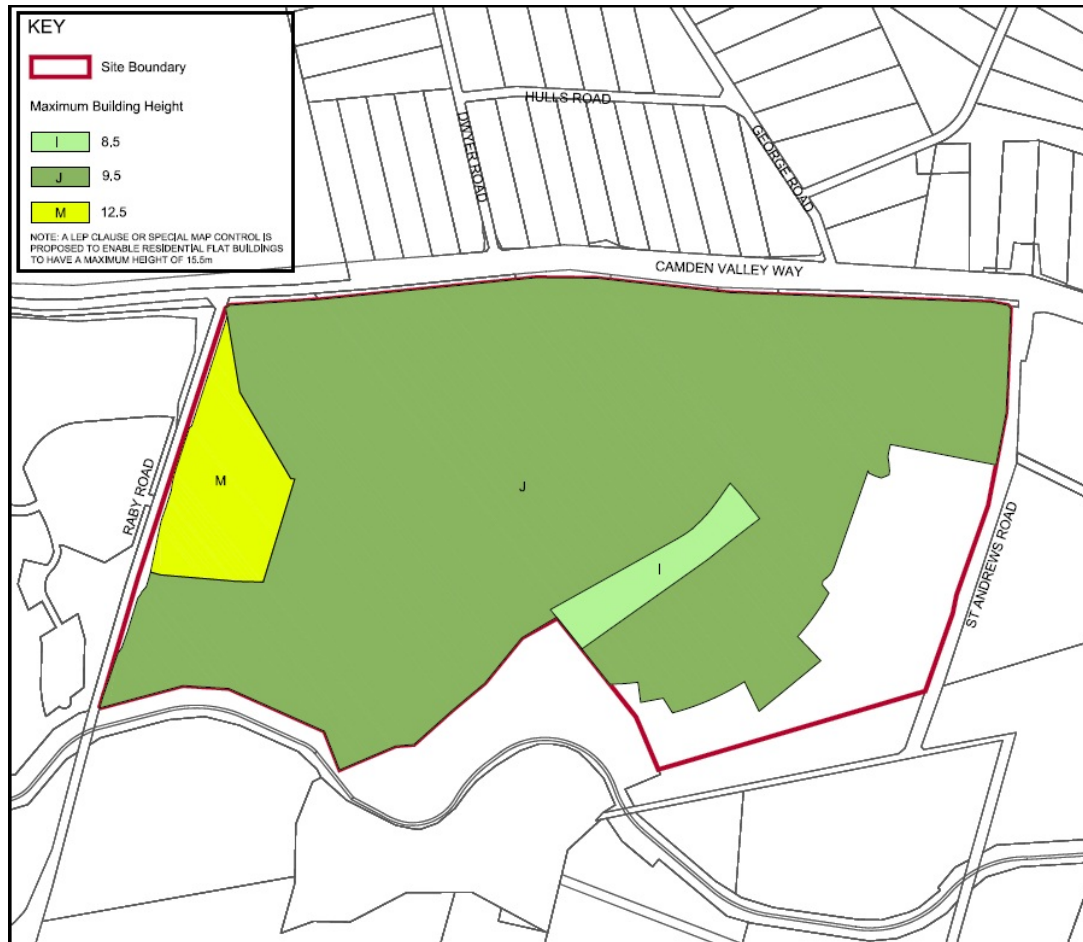 KEY
Site Boundary
Maximum Building Height
I 8.5
J 9.5
M 12.5
NOTE: A LEP CLAUSE OR SPECIAL MAP CONTROL IS
PROPOSED TO ENABLE RESIDENTIAL FLAT BUILDINGS
TO HAVE A MAXIMUM HEIGHT OF 15.5m
HULLS ROAD
DWYER ROAD
GEORGE ROAD
CAMDEN VALLEY WAY
RABY ROAD
M
J
I
ST ANDREWS ROAD